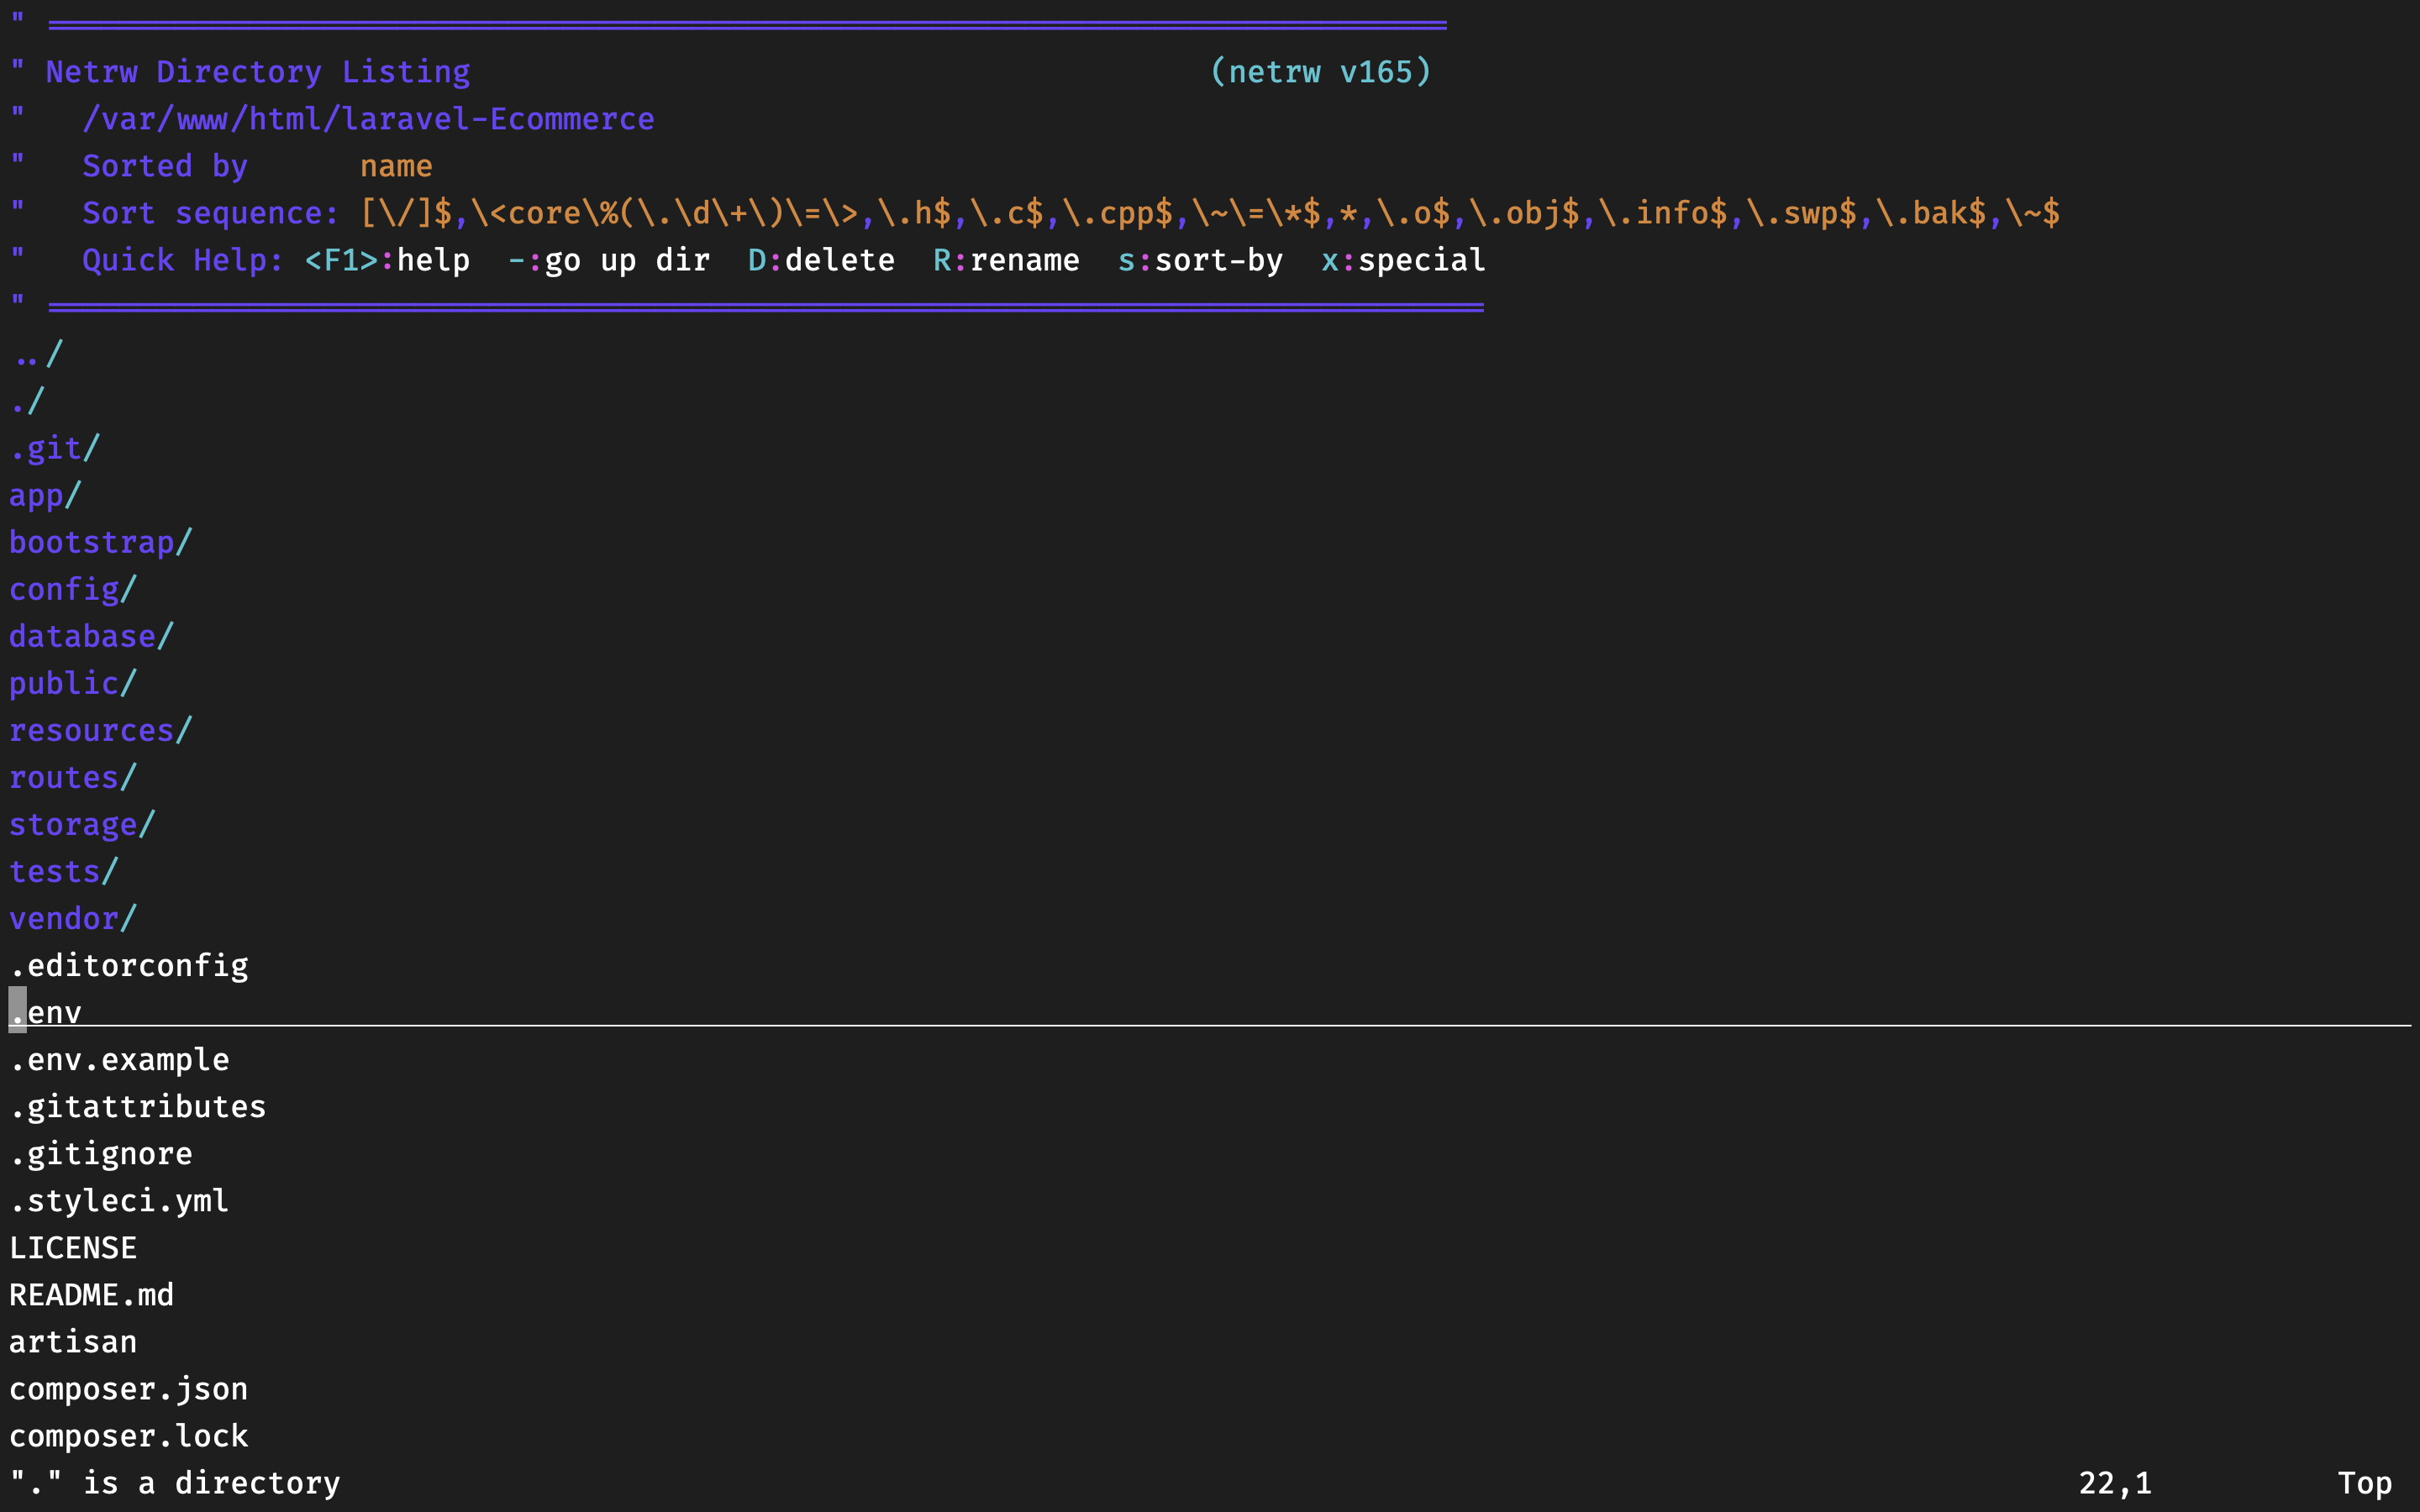 " ============================================================================
" Netrw Directory Listing                                        (netrw v165)
"   /var/www/html/laravel-Ecommerce
"   Sorted by      name
"   Sort sequence: [\/]$,\<core\%(\.\d\+\)\=\>,\.h$,\.c$,\.cpp$,\~\=\*$,*,\.o$,\.obj$,\.info$,\.swp$,\.bak$,\~$
"   Quick Help: <F1>:help  -:go up dir  D:delete  R:rename  s:sort-by  x:special
" ==============================================================================
../
./
.git/
app/
bootstrap/
config/
database/
public/
resources/
routes/
storage/
tests/
vendor/
.editorconfig
.env
.env.example
.gitattributes
.gitignore
.styleci.yml
LICENSE
README.md
artisan
composer.json
composer.lock
"." is a directory                                                                                              22,1          Top